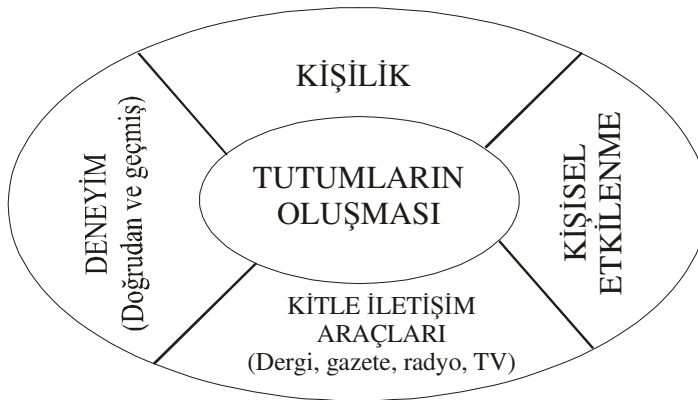 KİŞİLİK
DENEYİM
(Doğrudan ve geçmiş)
TUTUMLARIN
OLUŞMASI
KİŞİSEL
ETKİLENME
KİTLE İLETİŞİM
ARAÇLARI
(Dergi, gazete, radyo, TV)